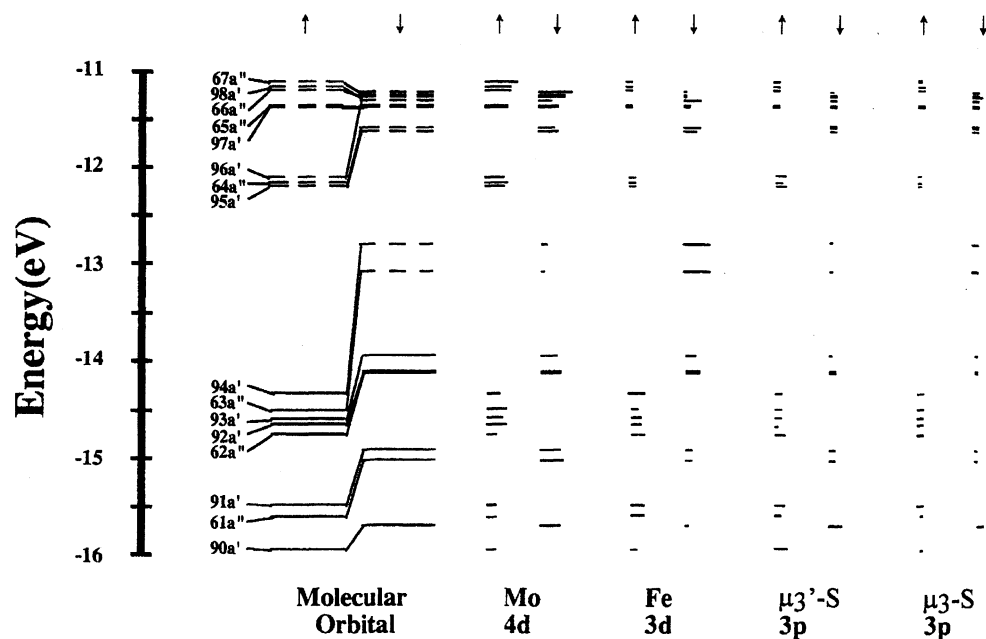 ↑ ↓ ↑ ↓ ↑ ↓ ↑ ↓ ↑ ↓
-11
67a"
98a'
66a"
65a"
97a'
-12
96a'
64a"
95a'
-13
-14
94a'
63a"
93a'
92a'
62a"
-15
91a'
61a"
90a'
-16
Energy(eV)
Molecular Mo Fe μ3'-S μ3-S
Orbital 4d 3d 3p 3p